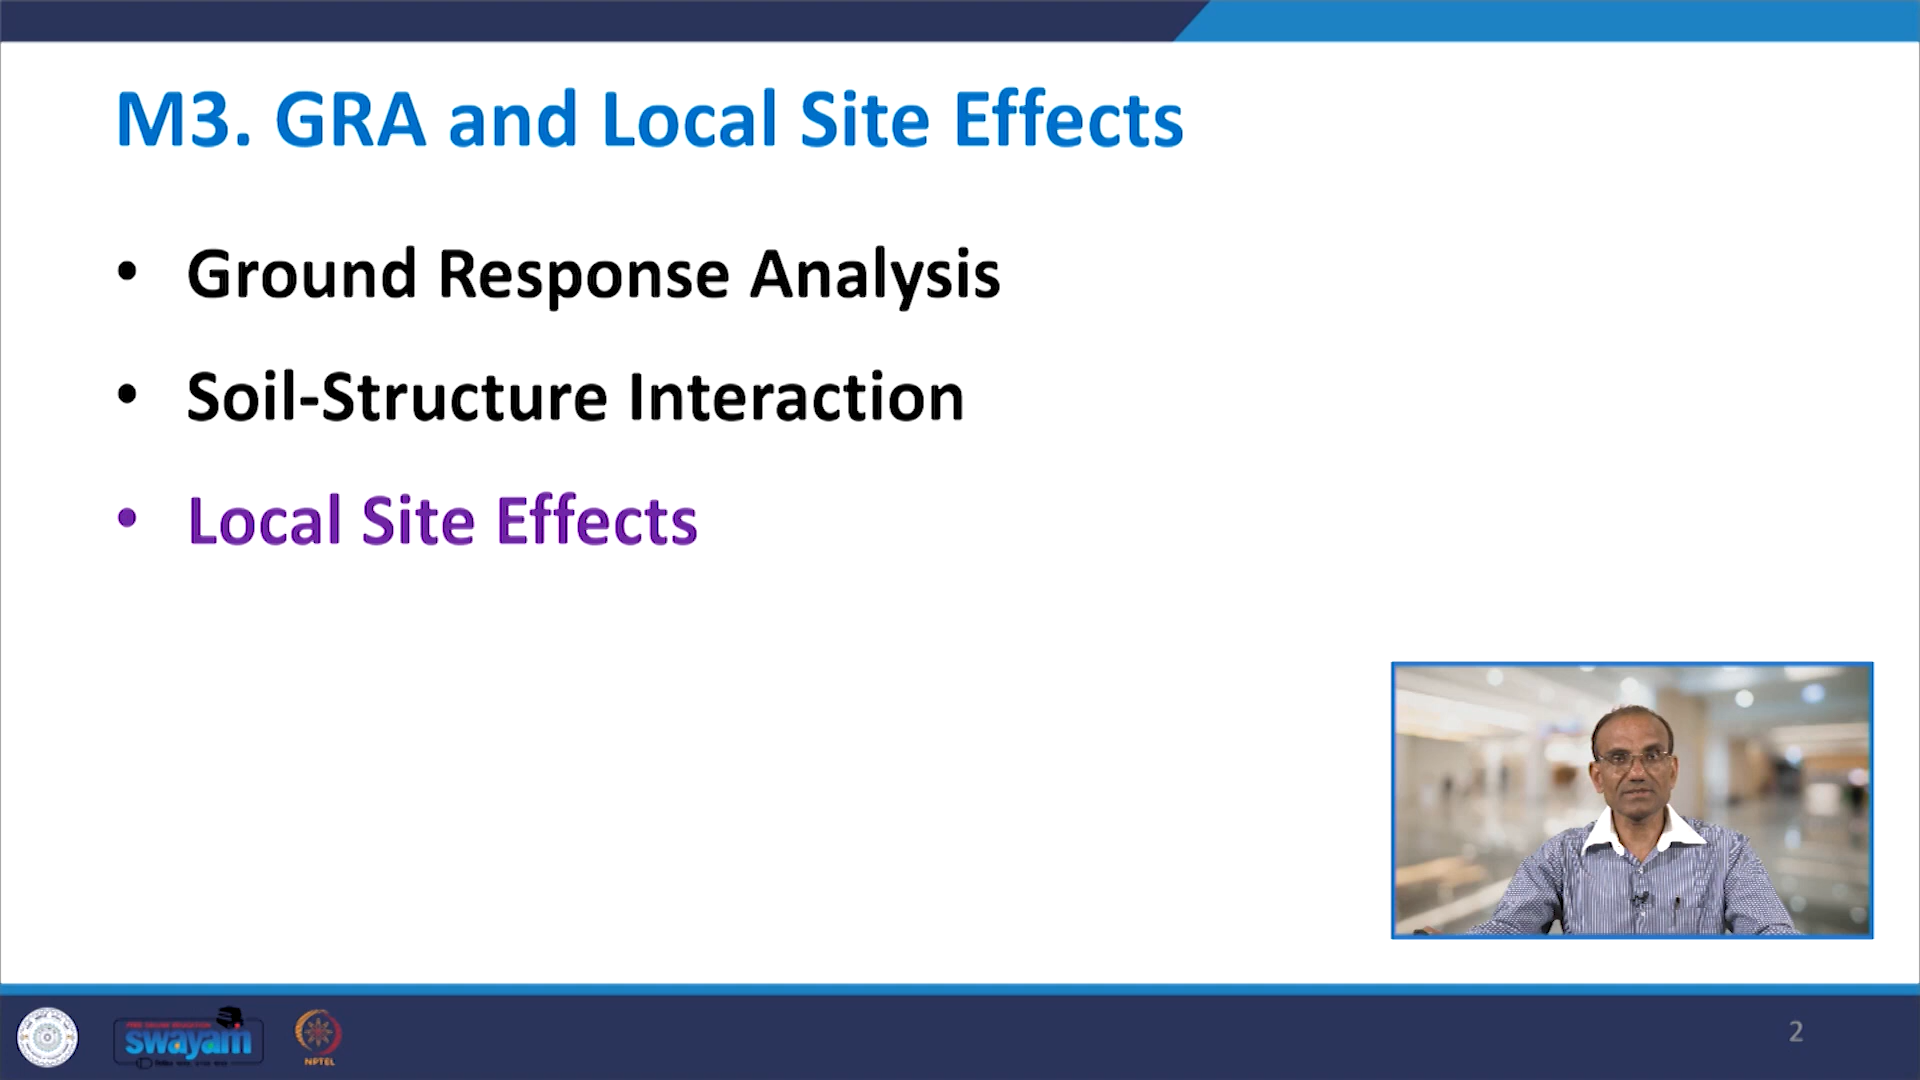 M3. GRA and Local Site Effects
• Ground Response Analysis
• Soil-Structure Interaction
• Local Site Effects
swayam
NPTEL
2